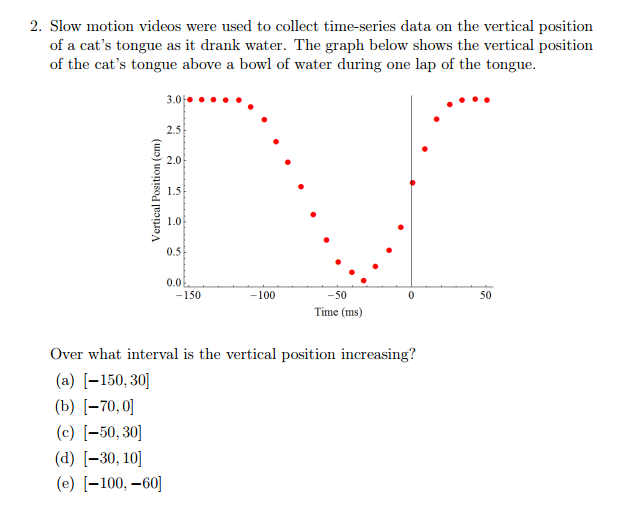 2. Slow motion videos were used to collect time-series data on the vertical position
of a cat's tongue as it drank water. The graph below shows the vertical position
of the cat's tongue above a bowl of water during one lap of the tongue.
3.0
2.5
2.0
1.5
1.0
0.5
0.0
Vertical Position (cm)
−150 −100 −50 0 50
Time (ms)
Over what interval is the vertical position increasing?
(a) [−150, 30]
(b) [−70, 0]
(c) [−50, 30]
(d) [−30, 10]
(e) [−100, −60]